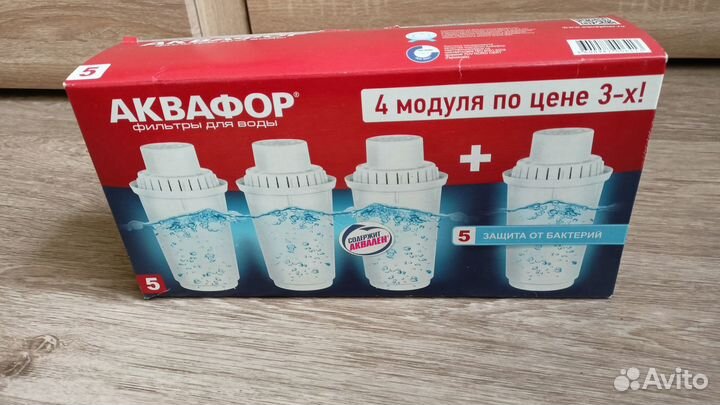 5
АКВАФОР®
ФИЛЬТРЫ ДЛЯ ВОДЫ
4 модуля по цене 3-х!
+
СОДЕРЖИТ
АКВАЛЕН
5 ЗАЩИТА ОТ БАКТЕРИЙ
5
Avito